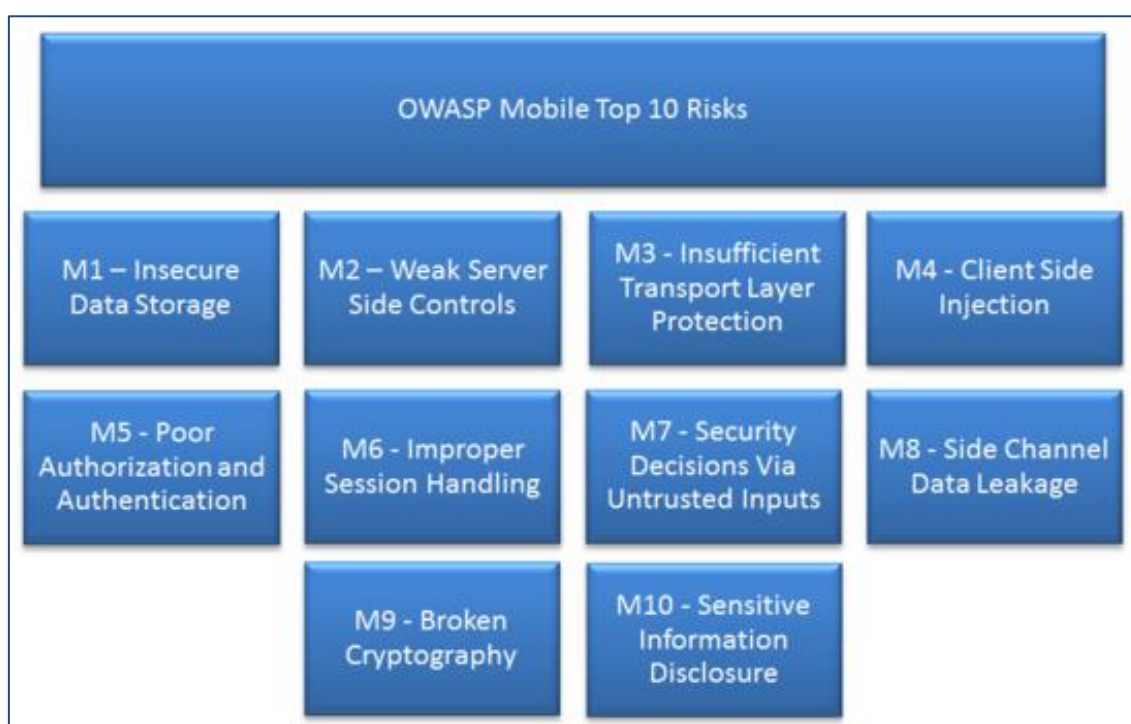 OWASP Mobile Top 10 Risks
M1 – Insecure
Data Storage
M2 – Weak Server
Side Controls
M3 - Insufficient
Transport Layer
Protection
M4 - Client Side
Injection
M5 - Poor
Authorization and
Authentication
M6 - Improper
Session Handling
M7 - Security
Decisions Via
Untrusted Inputs
M8 - Side Channel
Data Leakage
M9 - Broken
Cryptography
M10 - Sensitive
Information
Disclosure